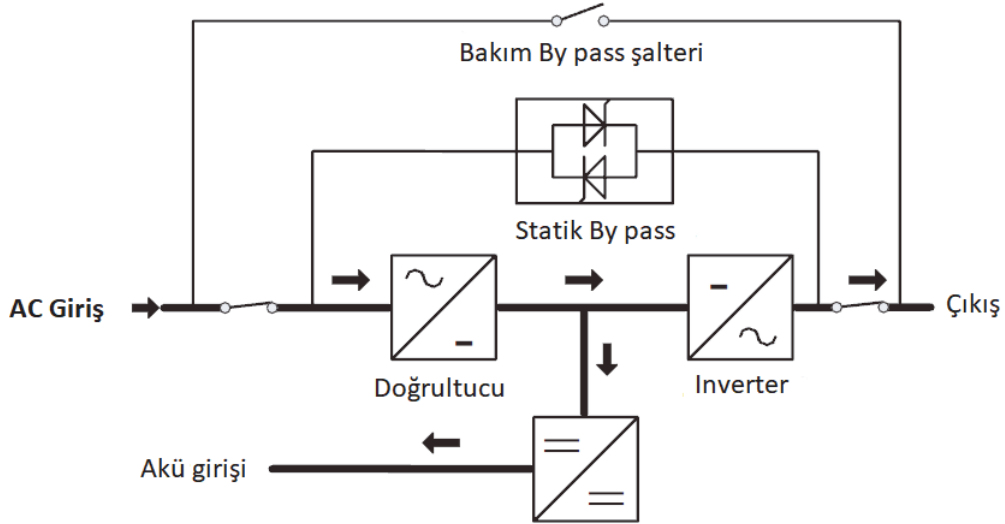 Bakım By pass şalteri
Statik By pass
AC Giriş
Çıkış
Doğrultucu
Inverter
Akü girişi